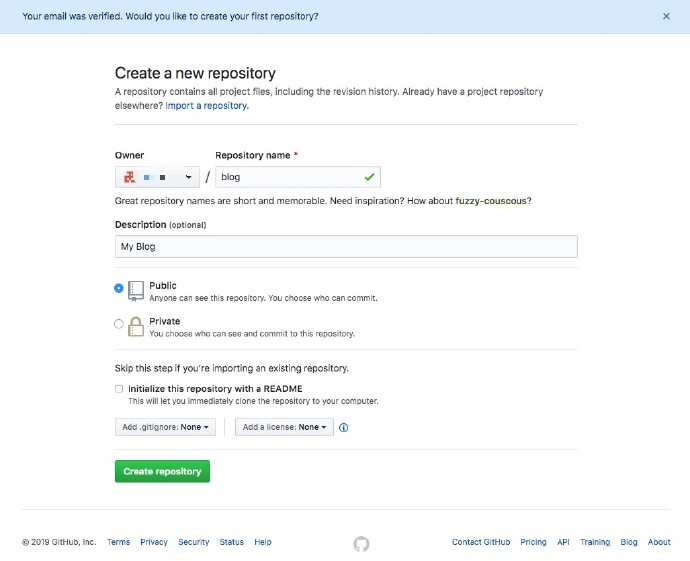 Your email was verified. Would you like to create your first repository?
Create a new repository
A repository contains all project files, including the revision history. Already have a project repository
elsewhere? Import a repository.
Owner
Repository name *
/
blog
Great repository names are short and memorable. Need inspiration? How about fuzzy-couscous?
Description (optional)
My Blog
Public
Anyone can see this repository. You choose who can commit.
Private
You choose who can see and commit to this repository.
Skip this step if you're importing an existing repository.
Initialize this repository with a README
This will let you immediately clone the repository to your computer.
Add .gitignore: None
Add a license: None
Create repository
© 2019 GitHub, Inc. Terms Privacy Security Status Help Contact GitHub Pricing API Training Blog About